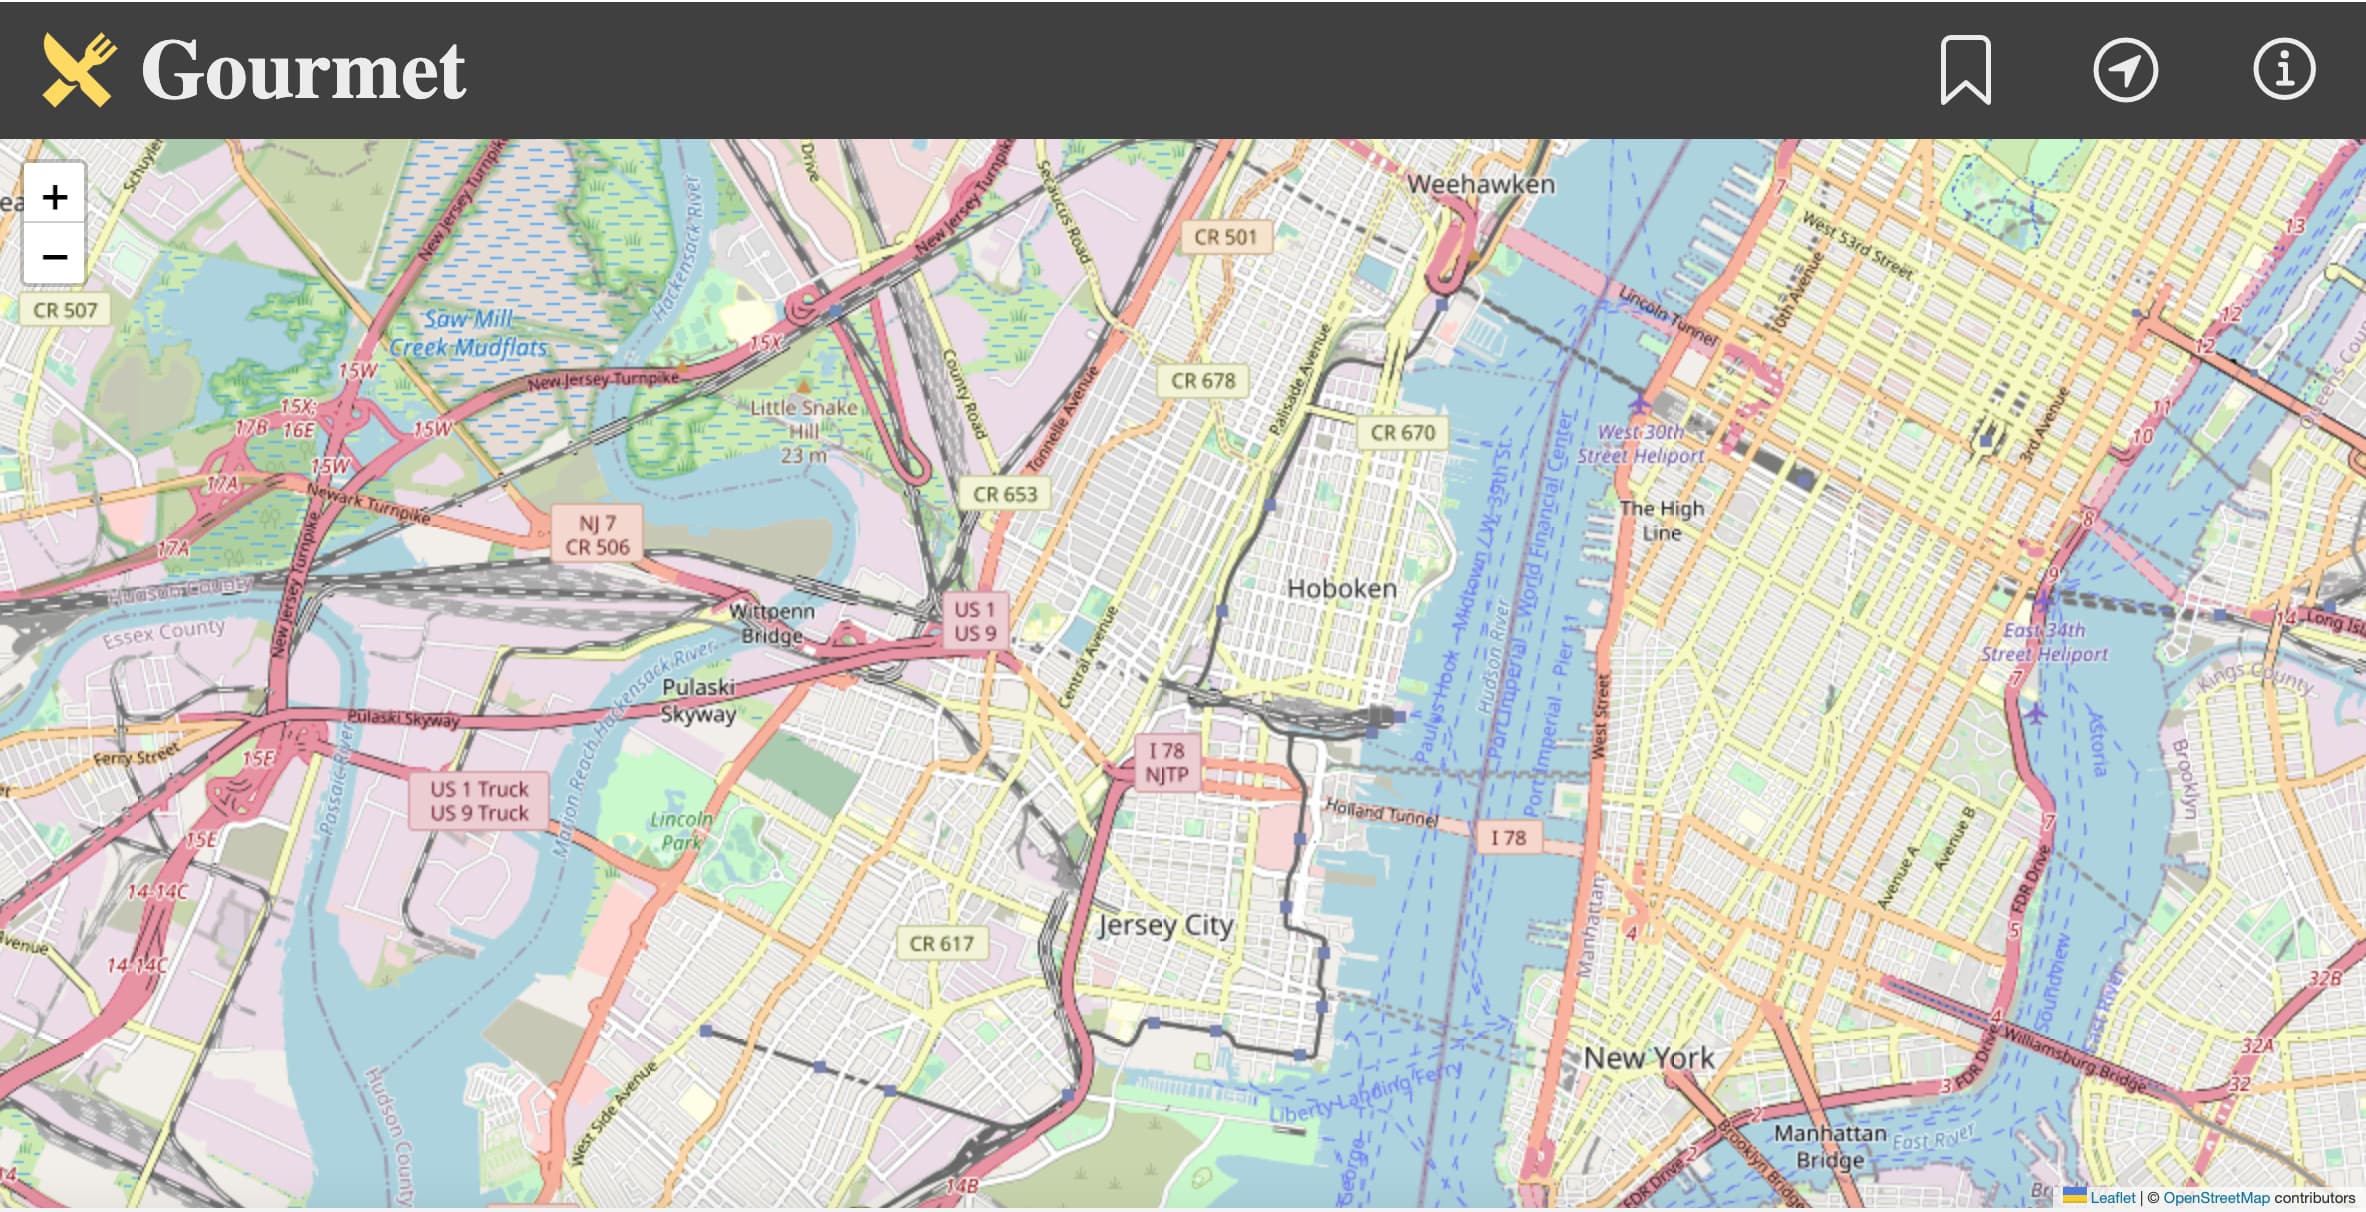 Gourmet
+
−
Schuyle
Drive
New Jersey Turnpike
Hackensack River
Secaucus Road
New Jersey Turnpike
Weehawken
7
13
CR 501
West 53rd Street
10th Avenue
CR 507
Saw Mill
Creek Mudflats
Lincoln Tunnel
12
12
15X
15W
New Jersey Turnpike
County Road
Tonnelle Avenue
CR 678
Palisade Avenue
Little Snake
Hill
23 m
15X;
16E
17B
15W
CR 670
West 30th
Street Heliport
3rd Avenue
11
10
15W
17A
Newark Turnpike
CR 653
The High
Line
8
NJ 7
CR 506
17A
New Jersey Turnpike
Hudson County
Essex County
Wittpenn
Bridge
US 1
US 9
Hoboken
Hudson River
Paulus Hook - Midtown / W. 39th St.
Port Imperial - World Financial Center
Port Imperial - Pier 11
9
East 34th
Street Heliport
14
Long Isl
Kings County
Central Avenue
Pulaski
Skyway
Marion Reach Hackensack River
Pulaski Skyway
West Street
7
Astoria
Brooklyn
Ferry Street
15E
Passaic River
US 1 Truck
US 9 Truck
I 78
NJTP
Lincoln
Park
Holland Tunnel
I 78
7
Avenue B
Avenue A
FDR Drive
15E
14-14C
14-14C
Avenue
CR 617
Jersey City
Manhattan
4
5
Soundview
East River
32B
4
Williamsburg Bridge
32A
32
New York
3
FDR Drive
2
Hudson County
West Side Avenue
Liberty Landing Ferry
George
Manhattan
Bridge
East River
Brooklyn Bridge
2
FDR Drive
14B
Leaflet | © OpenStreetMap contributors